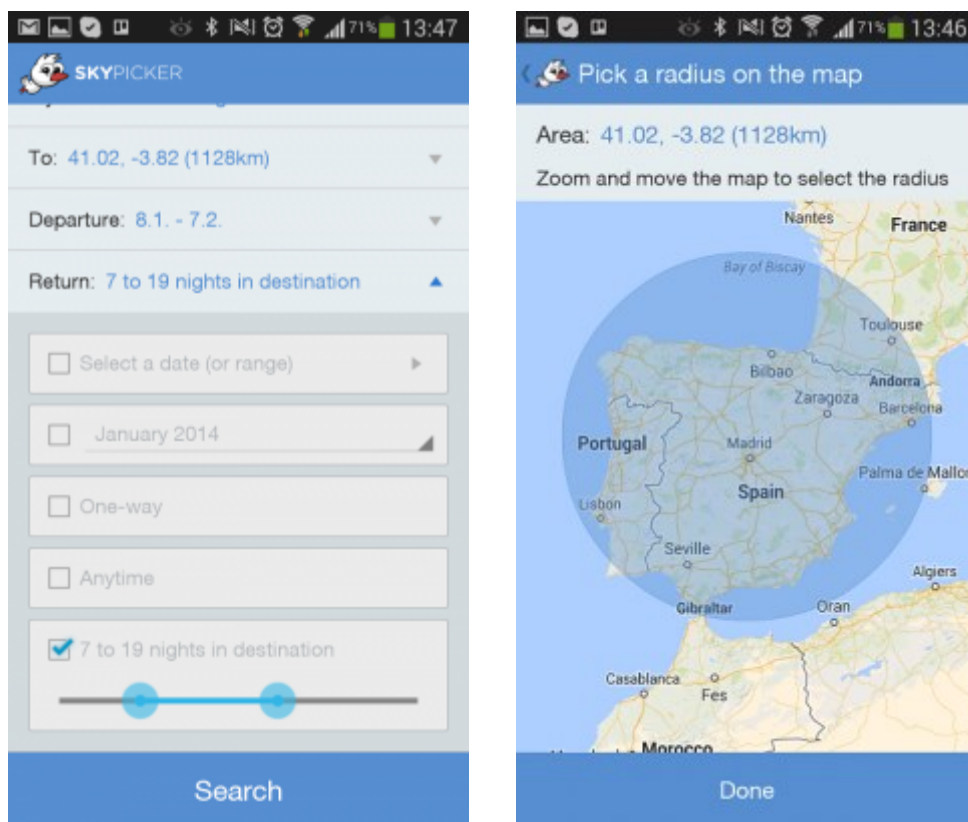 71% 13:47
SKYPICKER
To: 41.02, -3.82 (1128km)
Departure: 8.1. - 7.2.
Return: 7 to 19 nights in destination
Select a date (or range)
January 2014
One-way
Anytime
7 to 19 nights in destination
Search
71% 13:46
Pick a radius on the map
Area: 41.02, -3.82 (1128km)
Zoom and move the map to select the radius
Nantes
France
Bay of Biscay
Toulouse
Bilbao
Andorra
Zaragoza
Barcelona
Portugal
Madrid
Palma de Mallor
Spain
Lisbon
Seville
Algiers
Gibraltar
Oran
Casablanca
Fes
Morocco
Done